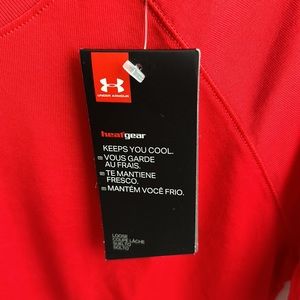 UNDER ARMOUR
heatgear
KEEPS YOU COOL.
VOUS GARDE
AU FRAIS.
TE MANTIENE
FRESCO.
MANTÉM VOCÊ FRIO.
LOOSE
COUPE LÂCHE
SUELTO
SOLTO